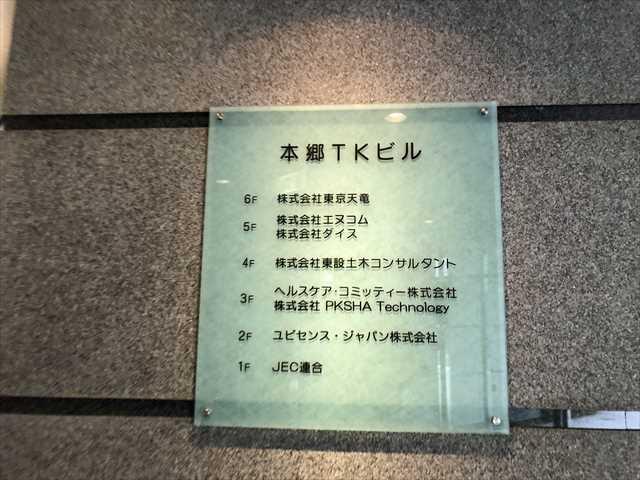 本郷TKビル
6F 株式会社東京天竜
5F 株式会社エヌコム
株式会社ダイス
4F 株式会社東設土木コンサルタント
3F ヘルスケア・コミッティー株式会社
株式会社 PKSHA Technology
2F ユビセンス・ジャパン株式会社
1F JEC連合